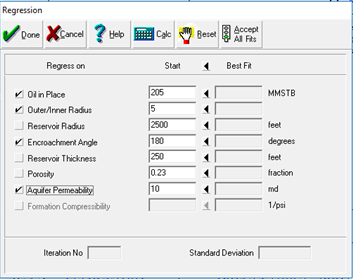 Regression
Done Cancel Help Calc Reset Accept All Fits
Regress on Start Best Fit
Oil in Place 205 MMSTB
Outer/Inner Radius 5
Reservoir Radius 2500 feet
Encroachment Angle 180 degrees
Reservoir Thickness 250 feet
Porosity 0.23 fraction
Aquifer Permeability 10 md
Formation Compressibility 1/psi
Iteration No Standard Deviation